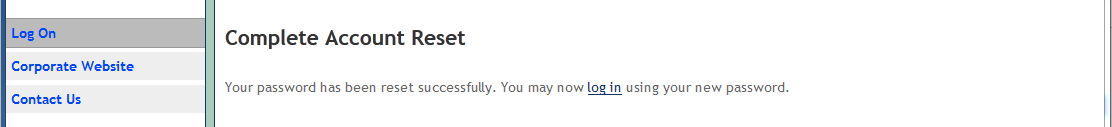 Log On
Corporate Website
Contact Us
Complete Account Reset
Your password has been reset successfully. You may now log in using your new password.